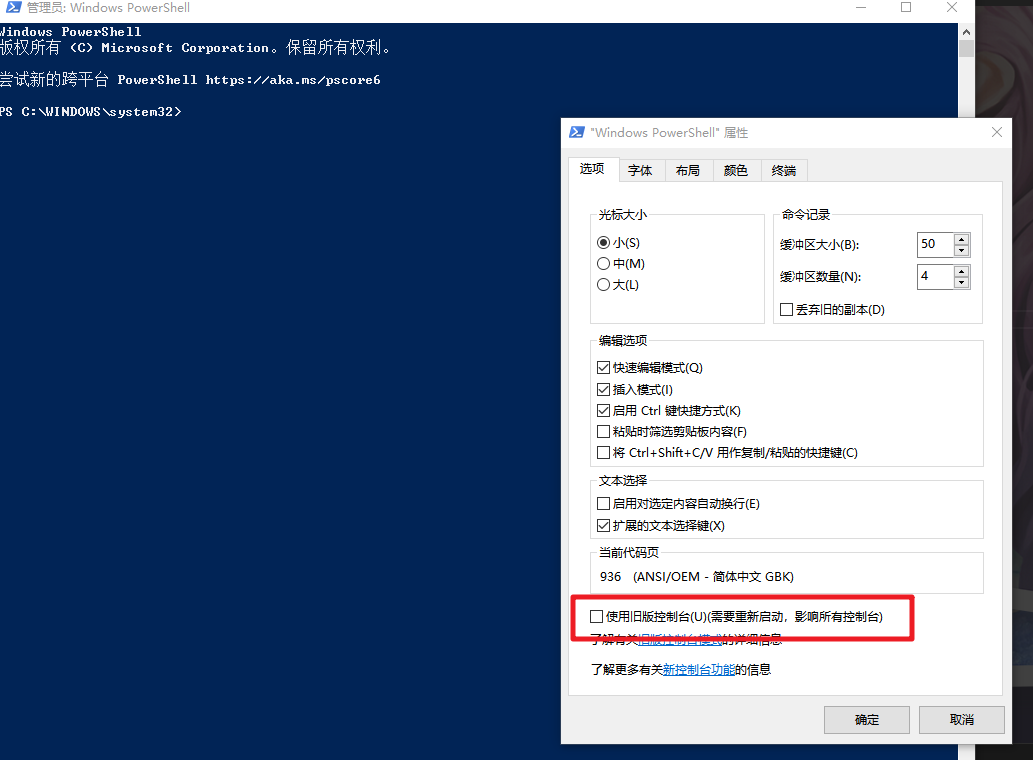 管理员: Windows PowerShell
Windows PowerShell
版权所有 (C) Microsoft Corporation。保留所有权利。
尝试新的跨平台 PowerShell https://aka.ms/pscore6
PS C:\WINDOWS\system32>
"Windows PowerShell" 属性
选项 字体 布局 颜色 终端
光标大小
小(S)
中(M)
大(L)
命令记录
缓冲区大小(B): 50
缓冲区数量(N): 4
丢弃旧的副本(D)
编辑选项
快速编辑模式(Q)
插入模式(I)
启用 Ctrl 键快捷方式(K)
粘贴时筛选剪贴板内容(F)
将 Ctrl+Shift+C/V 用作复制/粘贴的快捷键(C)
文本选择
启用对选定内容自动换行(E)
扩展的文本选择键(X)
当前代码页
936 (ANSI/OEM - 简体中文 GBK)
使用旧版控制台(U)(需要重新启动，影响所有控制台)
了解有关旧版控制台模式的详细信息
了解更多有关新控制台功能的信息
确定 取消